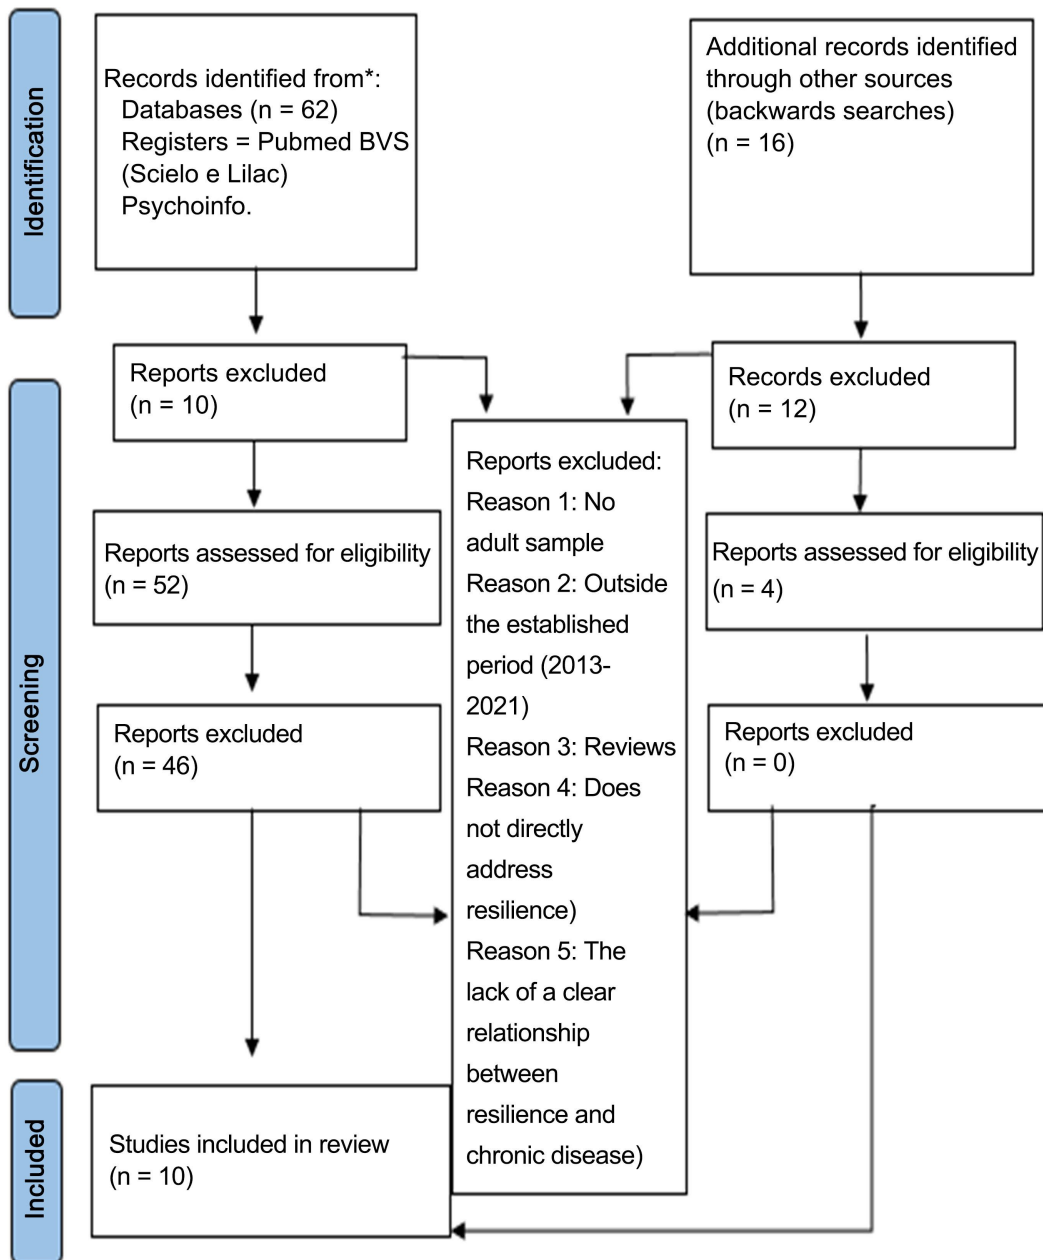 Identification
Records identified from*:
Databases (n = 62)
Registers = Pubmed BVS
(Scielo e Lilac)
Psychoinfo.
Additional records identified
through other sources
(backwards searches)
(n = 16)
Screening
Reports excluded
(n = 10)
Records excluded
(n = 12)
Reports excluded:
Reason 1: No
adult sample
Reason 2: Outside
the established
period (2013-
2021)
Reason 3: Reviews
Reason 4: Does
not directly
address
resilience)
Reason 5: The
lack of a clear
relationship
between
resilience and
chronic disease)
Reports assessed for eligibility
(n = 52)
Reports assessed for eligibility
(n = 4)
Reports excluded
(n = 46)
Reports excluded
(n = 0)
Included
Studies included in review
(n = 10)